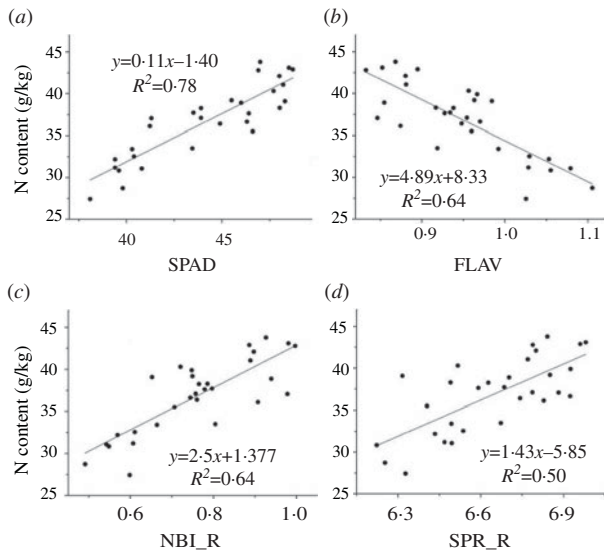 (a)
(b)
N content (g/kg)
45
40
35
30
25
y=0·11x–1·40
R²=0·78
40
45
SPAD
45
40
35
30
25
y=4·89x+8·33
R²=0·64
0.9
1.0
1.1
FLAV
(c)
(d)
N content (g/kg)
45
40
35
30
25
y=2·5x+1·377
R²=0·64
0.6
0.8
1.0
NBI_R
45
40
35
30
25
y=1·43x–5·85
R²=0·50
6·3
6·6
6·9
SPR_R